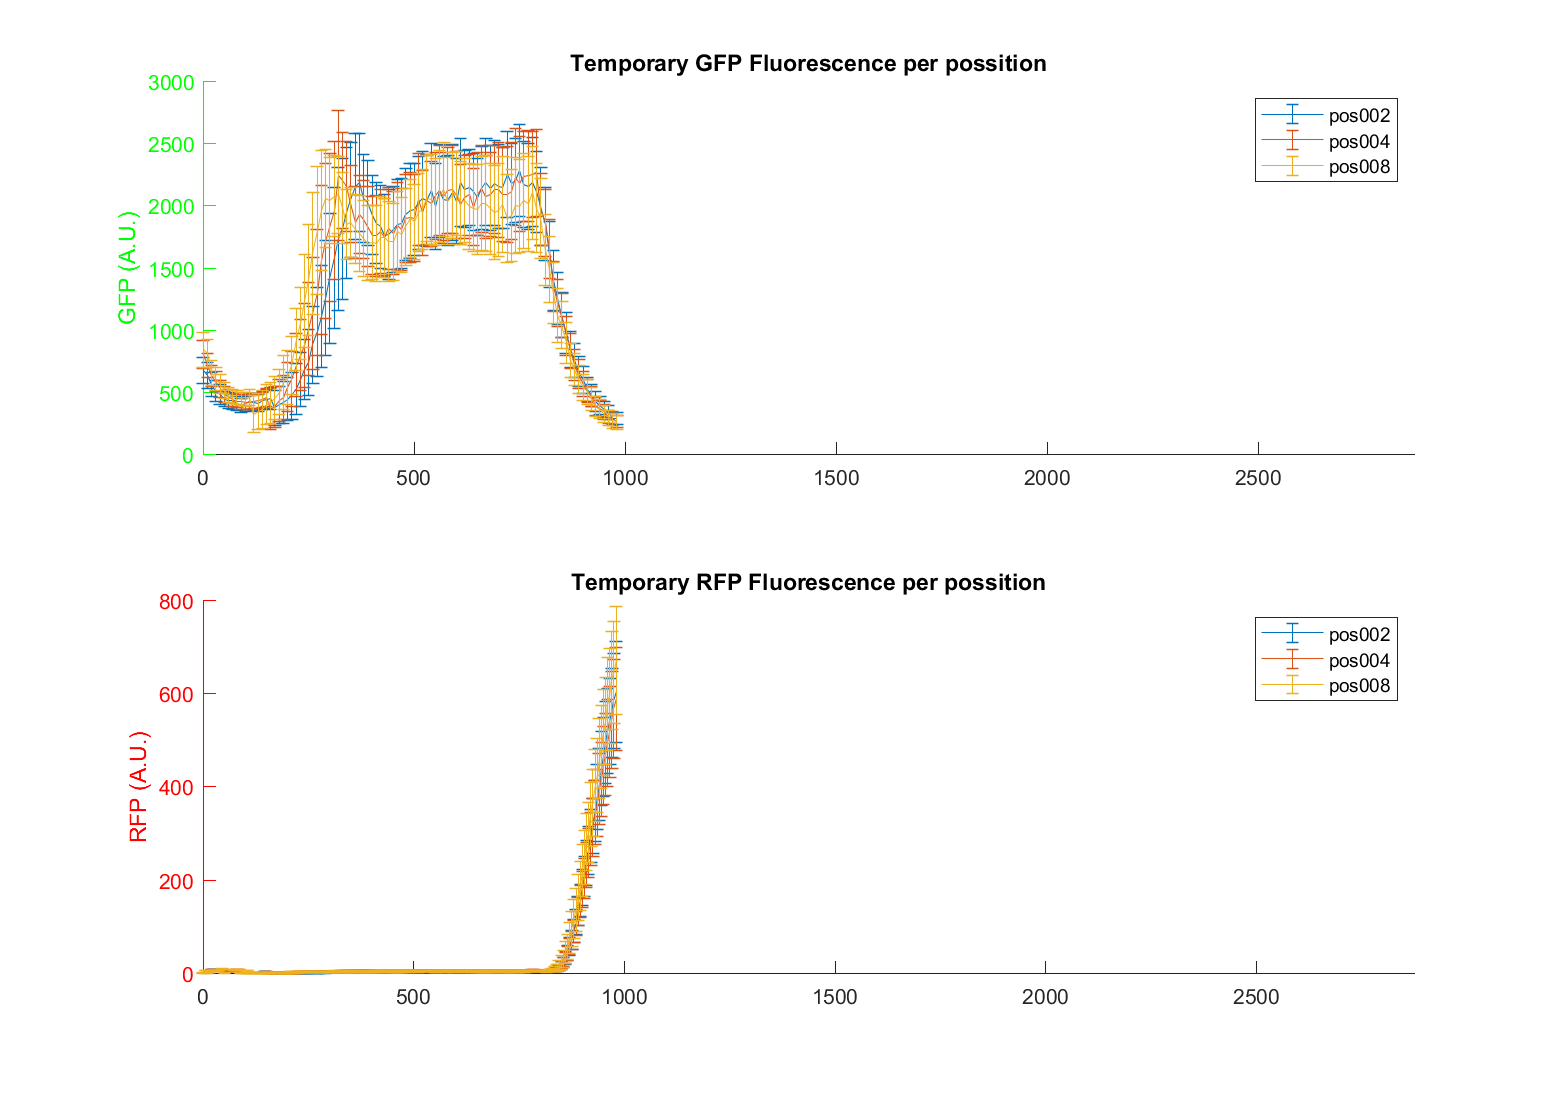 Temporary GFP Fluorescence per possition
3000
2500
2000
1500
1000
500
0
GFP (A.U.)
0 500 1000 1500 2000 2500
pos002
pos004
pos008
Temporary RFP Fluorescence per possition
800
600
400
200
0
RFP (A.U.)
0 500 1000 1500 2000 2500
pos002
pos004
pos008